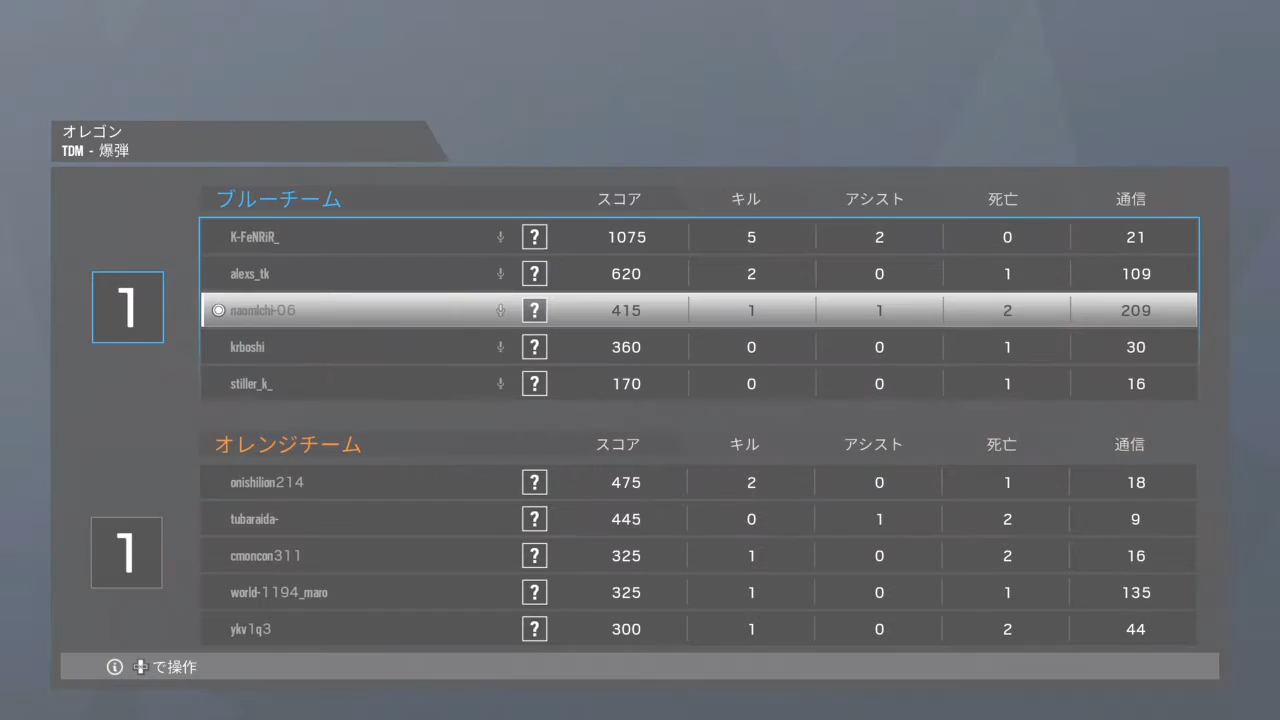 オレゴン
TDM - 爆弾
ブルーチーム スコア キル アシスト 死亡 通信
K-FeNRiR_ ? 1075 5 2 0 21
alexs_tk ? 620 2 0 1 109
1
naomIchi-06 ? 415 1 1 2 209
krboshi ? 360 0 0 1 30
stiller_k_ ? 170 0 0 1 16
オレンジチーム スコア キル アシスト 死亡 通信
onishilion214 ? 475 2 0 1 18
tubaraida- ? 445 0 1 2 9
1
cmoncon311 ? 325 1 0 2 16
world-1194_maro ? 325 1 0 1 135
ykv1q3 ? 300 1 0 2 44
で操作